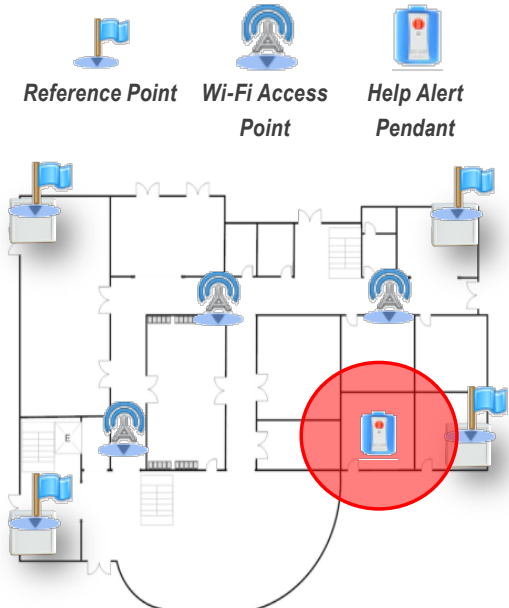 Reference Point
Wi-Fi Access
Point
Help Alert
Pendant
E